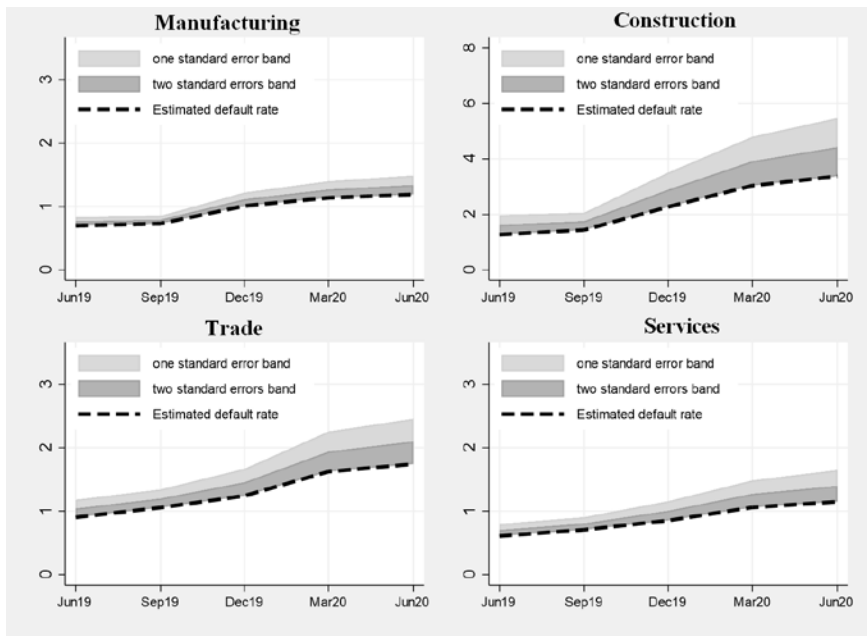 Manufacturing
one standard error band
two standard errors band
Estimated default rate
3
2
1
0
Jun19 Sep19 Dec19 Mar20 Jun20
Construction
one standard error band
two standard errors band
Estimated default rate
8
6
4
2
0
Jun19 Sep19 Dec19 Mar20 Jun20
Trade
one standard error band
two standard errors band
Estimated default rate
3
2
1
0
Jun19 Sep19 Dec19 Mar20 Jun20
Services
one standard error band
two standard errors band
Estimated default rate
3
2
1
0
Jun19 Sep19 Dec19 Mar20 Jun20